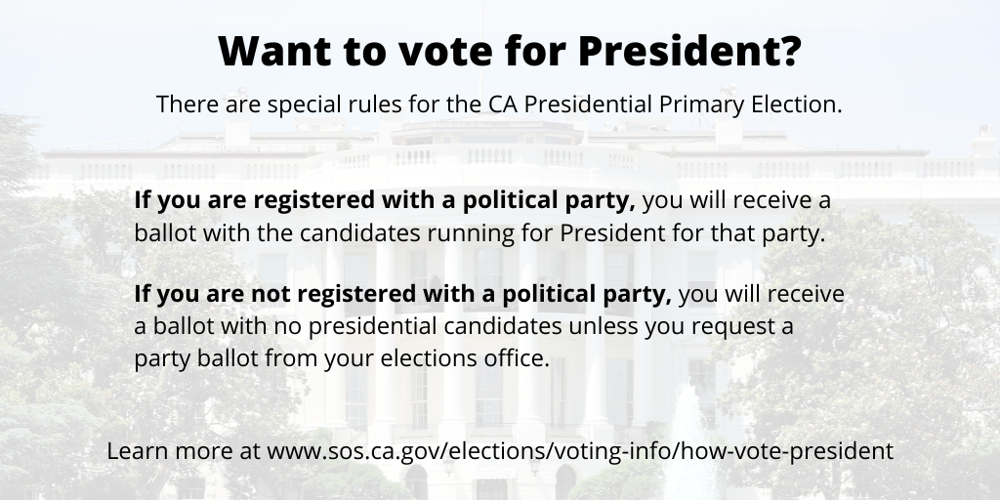 Want to vote for President?
There are special rules for the CA Presidential Primary Election.
If you are registered with a political party, you will receive a
ballot with the candidates running for President for that party.
If you are not registered with a political party, you will receive
a ballot with no presidential candidates unless you request a
party ballot from your elections office.
Learn more at www.sos.ca.gov/elections/voting-info/how-vote-president